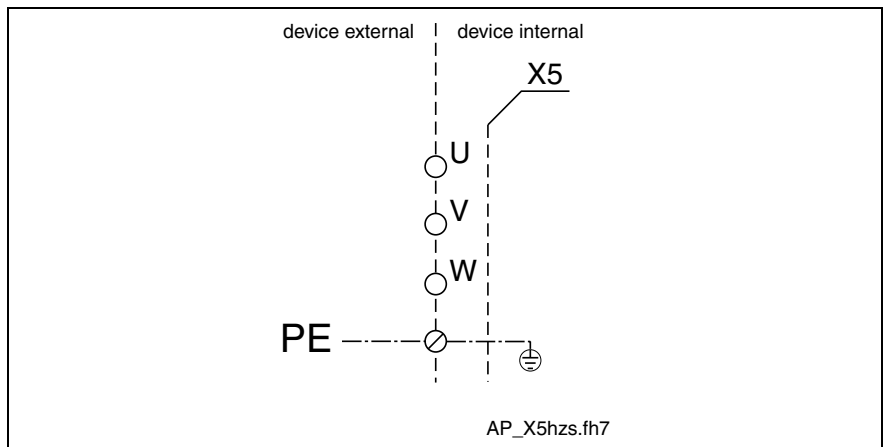 device external device internal
X5
U
V
W
PE
AP_X5hzs.fh7